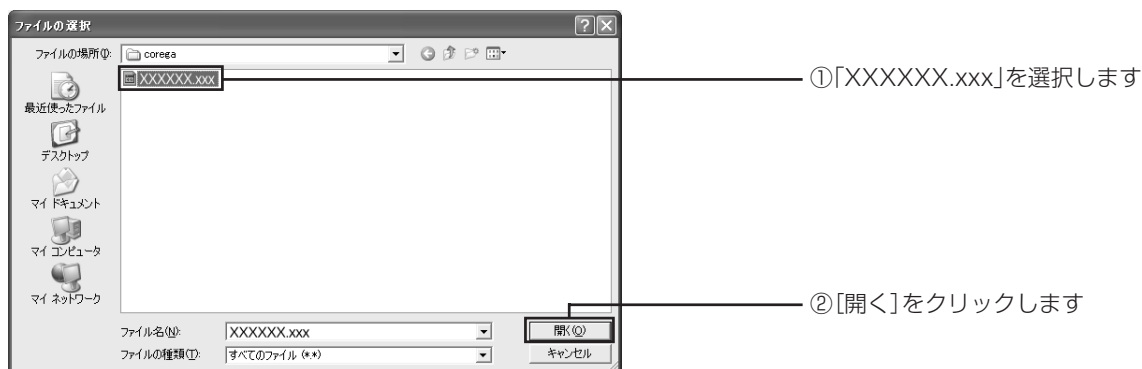 ファイルの選択
ファイルの場所(I):
corega
XXXXXX.xxx
①「XXXXXX.xxx」を選択します
最近使ったファイル
デスクトップ
マイ ドキュメント
マイ コンピュータ
マイ ネットワーク
②[開く]をクリックします
ファイル名(N):
XXXXXX.xxx
開く(O)
ファイルの種類(T):
すべてのファイル (*.*)
キャンセル